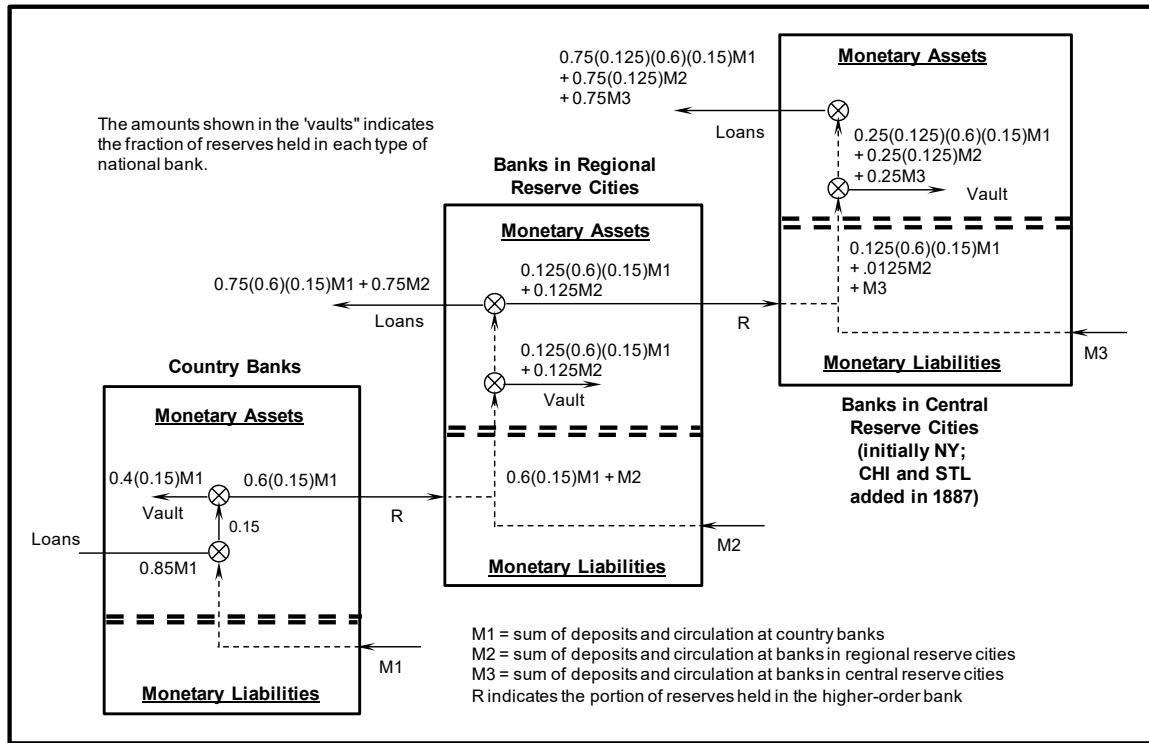 The amounts shown in the 'vaults" indicates
the fraction of reserves held in each type of
national bank.
Country Banks
Monetary Assets
0.4(0.15)M1
0.6(0.15)M1
Vault
R
0.15
Loans
0.85M1
M1
Monetary Liabilities
Banks in Regional
Reserve Cities
Monetary Assets
0.75(0.6)(0.15)M1 + 0.75M2
Loans
0.125(0.6)(0.15)M1
+ 0.125M2
R
0.125(0.6)(0.15)M1
+ 0.125M2
Vault
0.6(0.15)M1 + M2
M2
Monetary Liabilities
0.75(0.125)(0.6)(0.15)M1
+ 0.75(0.125)M2
+ 0.75M3
Loans
Monetary Assets
0.25(0.125)(0.6)(0.15)M1
+ 0.25(0.125)M2
+ 0.25M3
Vault
0.125(0.6)(0.15)M1
+ .0125M2
+ M3
M3
Monetary Liabilities
Banks in Central
Reserve Cities
(initially NY;
CHI and STL
added in 1887)
M1 = sum of deposits and circulation at country banks
M2 = sum of deposits and circulation at banks in regional reserve cities
M3 = sum of deposits and circulation at banks in central reserve cities
R indicates the portion of reserves held in the higher-order bank